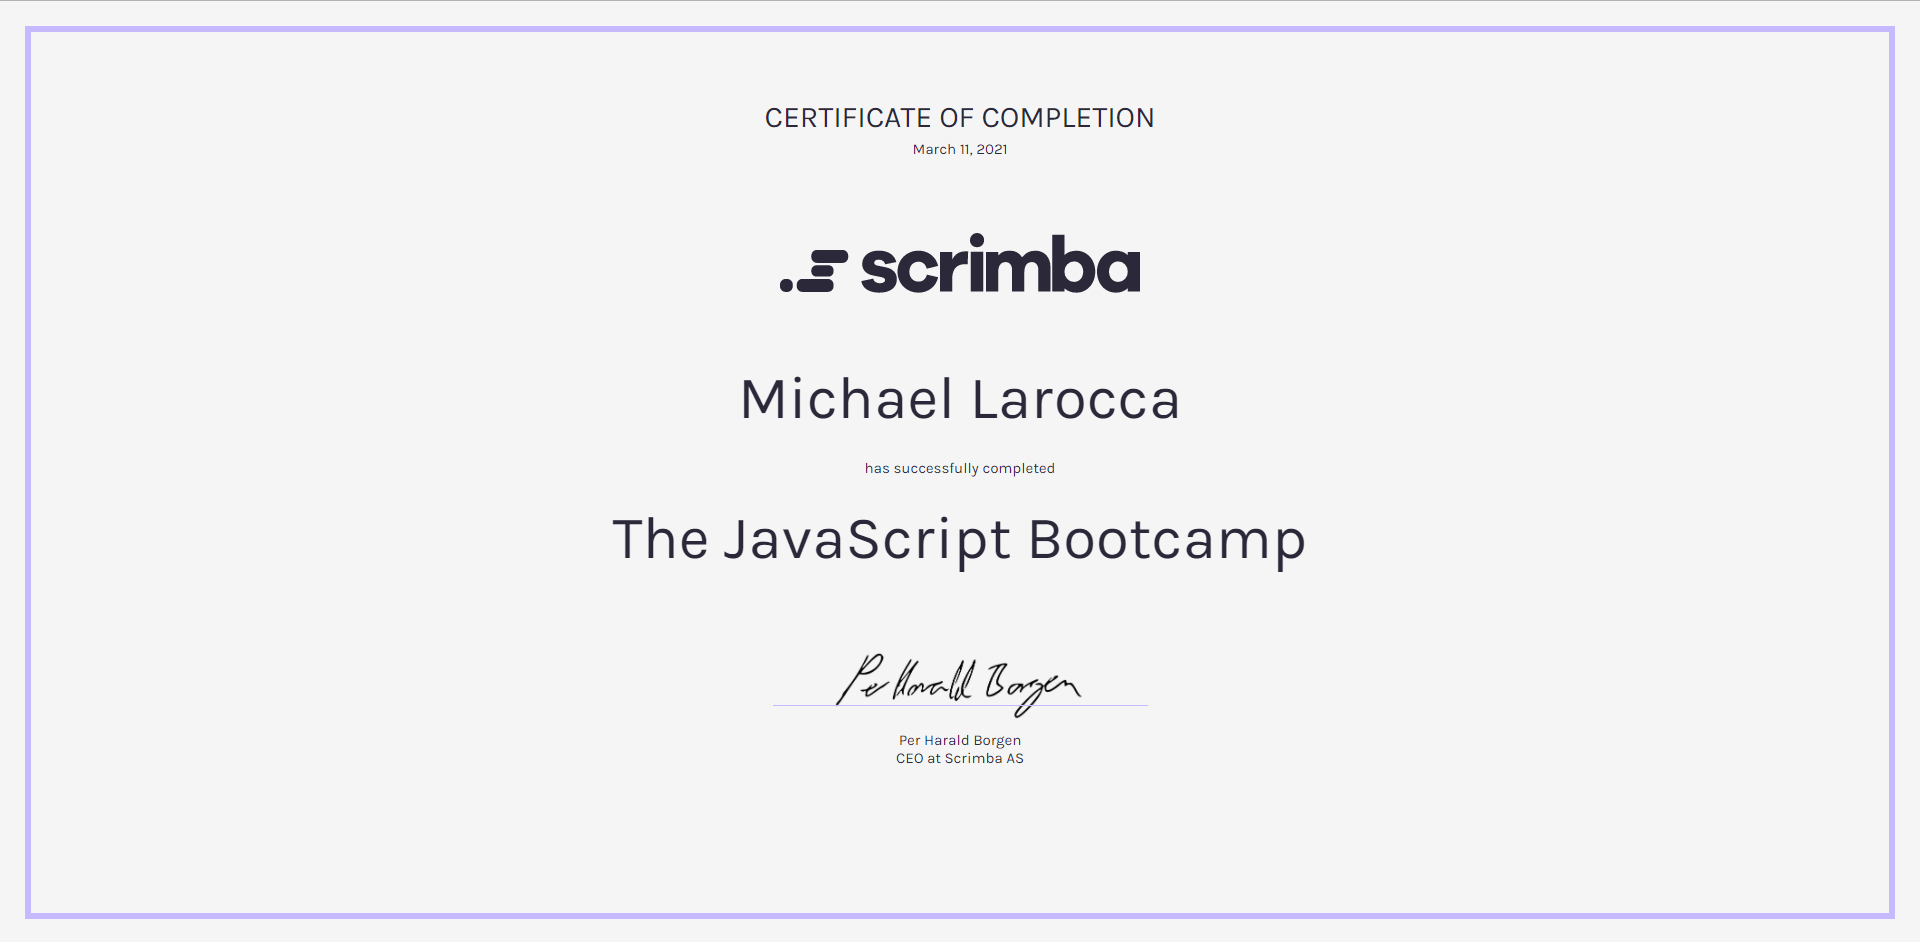 CERTIFICATE OF COMPLETION
March 11, 2021
scrimba
Michael Larocca
has successfully completed
The JavaScript Bootcamp
Per Harald Borgen
Per Harald Borgen
CEO at Scrimba AS